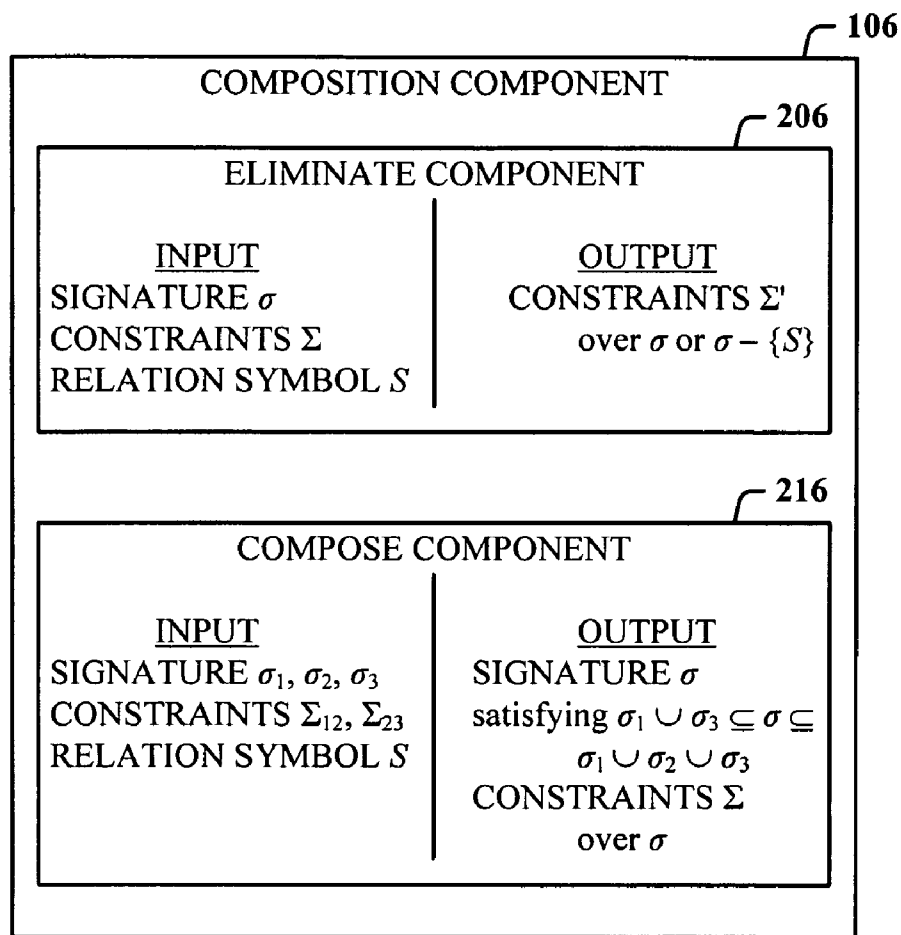 106
COMPOSITION COMPONENT
206
ELIMINATE COMPONENT
INPUT
SIGNATURE σ
CONSTRAINTS Σ
RELATION SYMBOL S
OUTPUT
CONSTRAINTS Σ'
over σ or σ – {S}
216
COMPOSE COMPONENT
INPUT
SIGNATURE σ₁, σ₂, σ₃
CONSTRAINTS Σ₁₂, Σ₂₃
RELATION SYMBOL S
OUTPUT
SIGNATURE σ
satisfying σ₁ ∪ σ₃ ⊆ σ ⊆
σ₁ ∪ σ₂ ∪ σ₃
CONSTRAINTS Σ
over σ